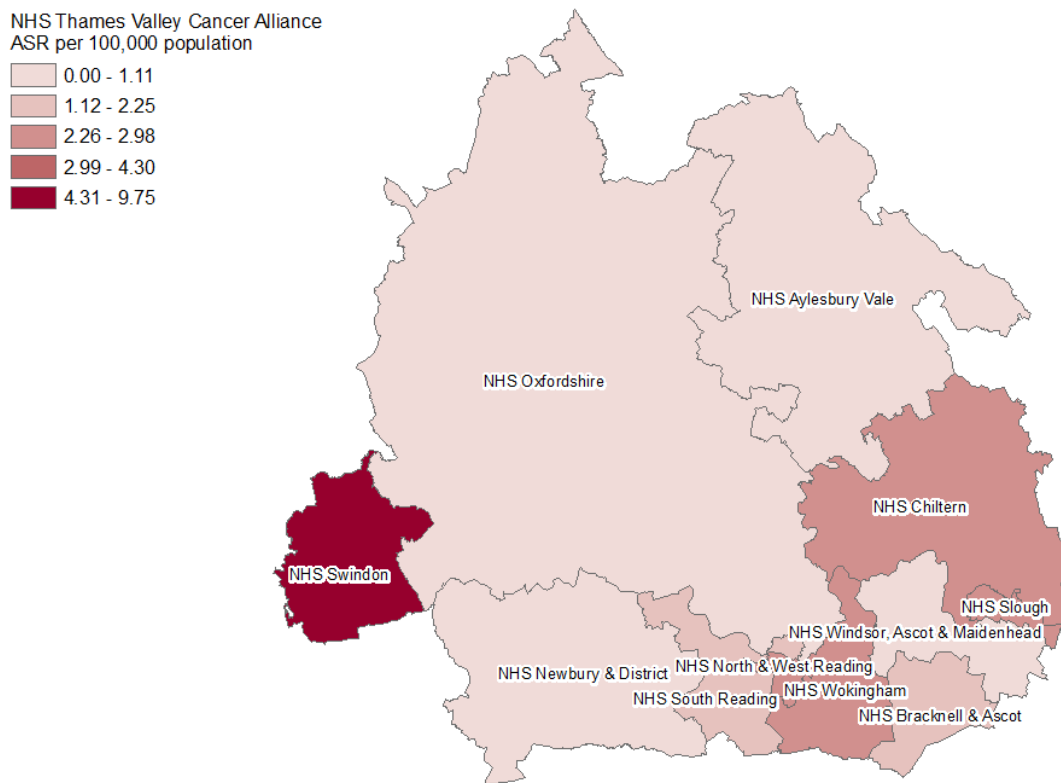 NHS Thames Valley Cancer Alliance
ASR per 100,000 population
0.00 - 1.11
1.12 - 2.25
2.26 - 2.98
2.99 - 4.30
4.31 - 9.75
NHS Aylesbury Vale
NHS Oxfordshire
NHS Chiltern
NHS Swindon
NHS Slough
NHS Windsor, Ascot & Maidenhead
NHS North & West Reading
NHS Newbury & District
NHS Wokingham
NHS South Reading
NHS Bracknell & Ascot